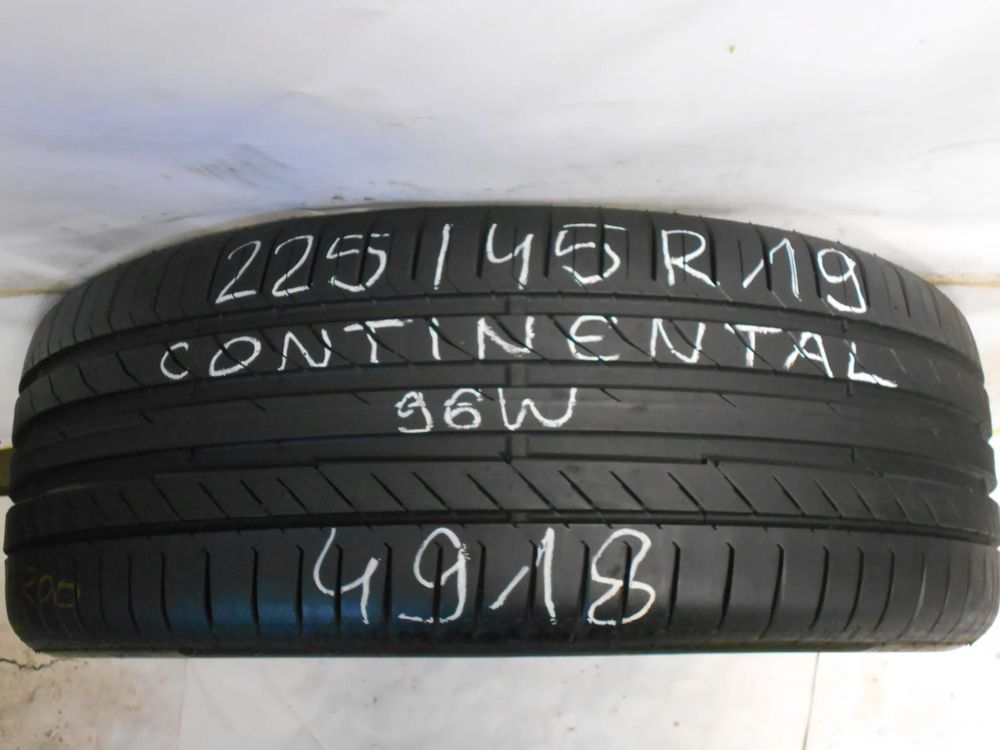 225/45R19
CONTINENTAL
96W
4918